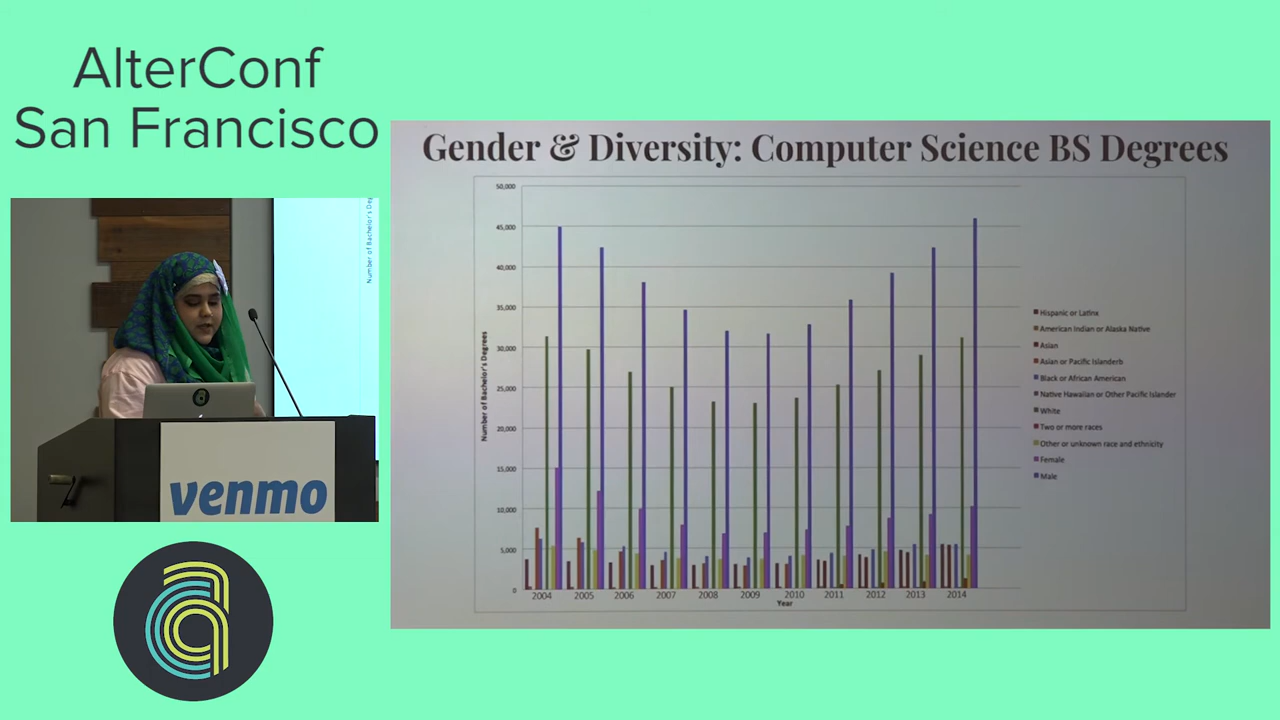 AlterConf
San Francisco
Number of Bachelor's Deg
venmo
Gender & Diversity: Computer Science BS Degrees
50,000
45,000
40,000
35,000
30,000
25,000
20,000
15,000
10,000
5,000
0
Number of Bachelor's Degrees
2004 2005 2006 2007 2008 2009 2010 2011 2012 2013 2014
Year
Hispanic or Latinx
American Indian or Alaska Native
Asian
Asian or Pacific Islanderb
Black or African American
Native Hawaiian or Other Pacific Islander
White
Two or more races
Other or unknown race and ethnicity
Female
Male